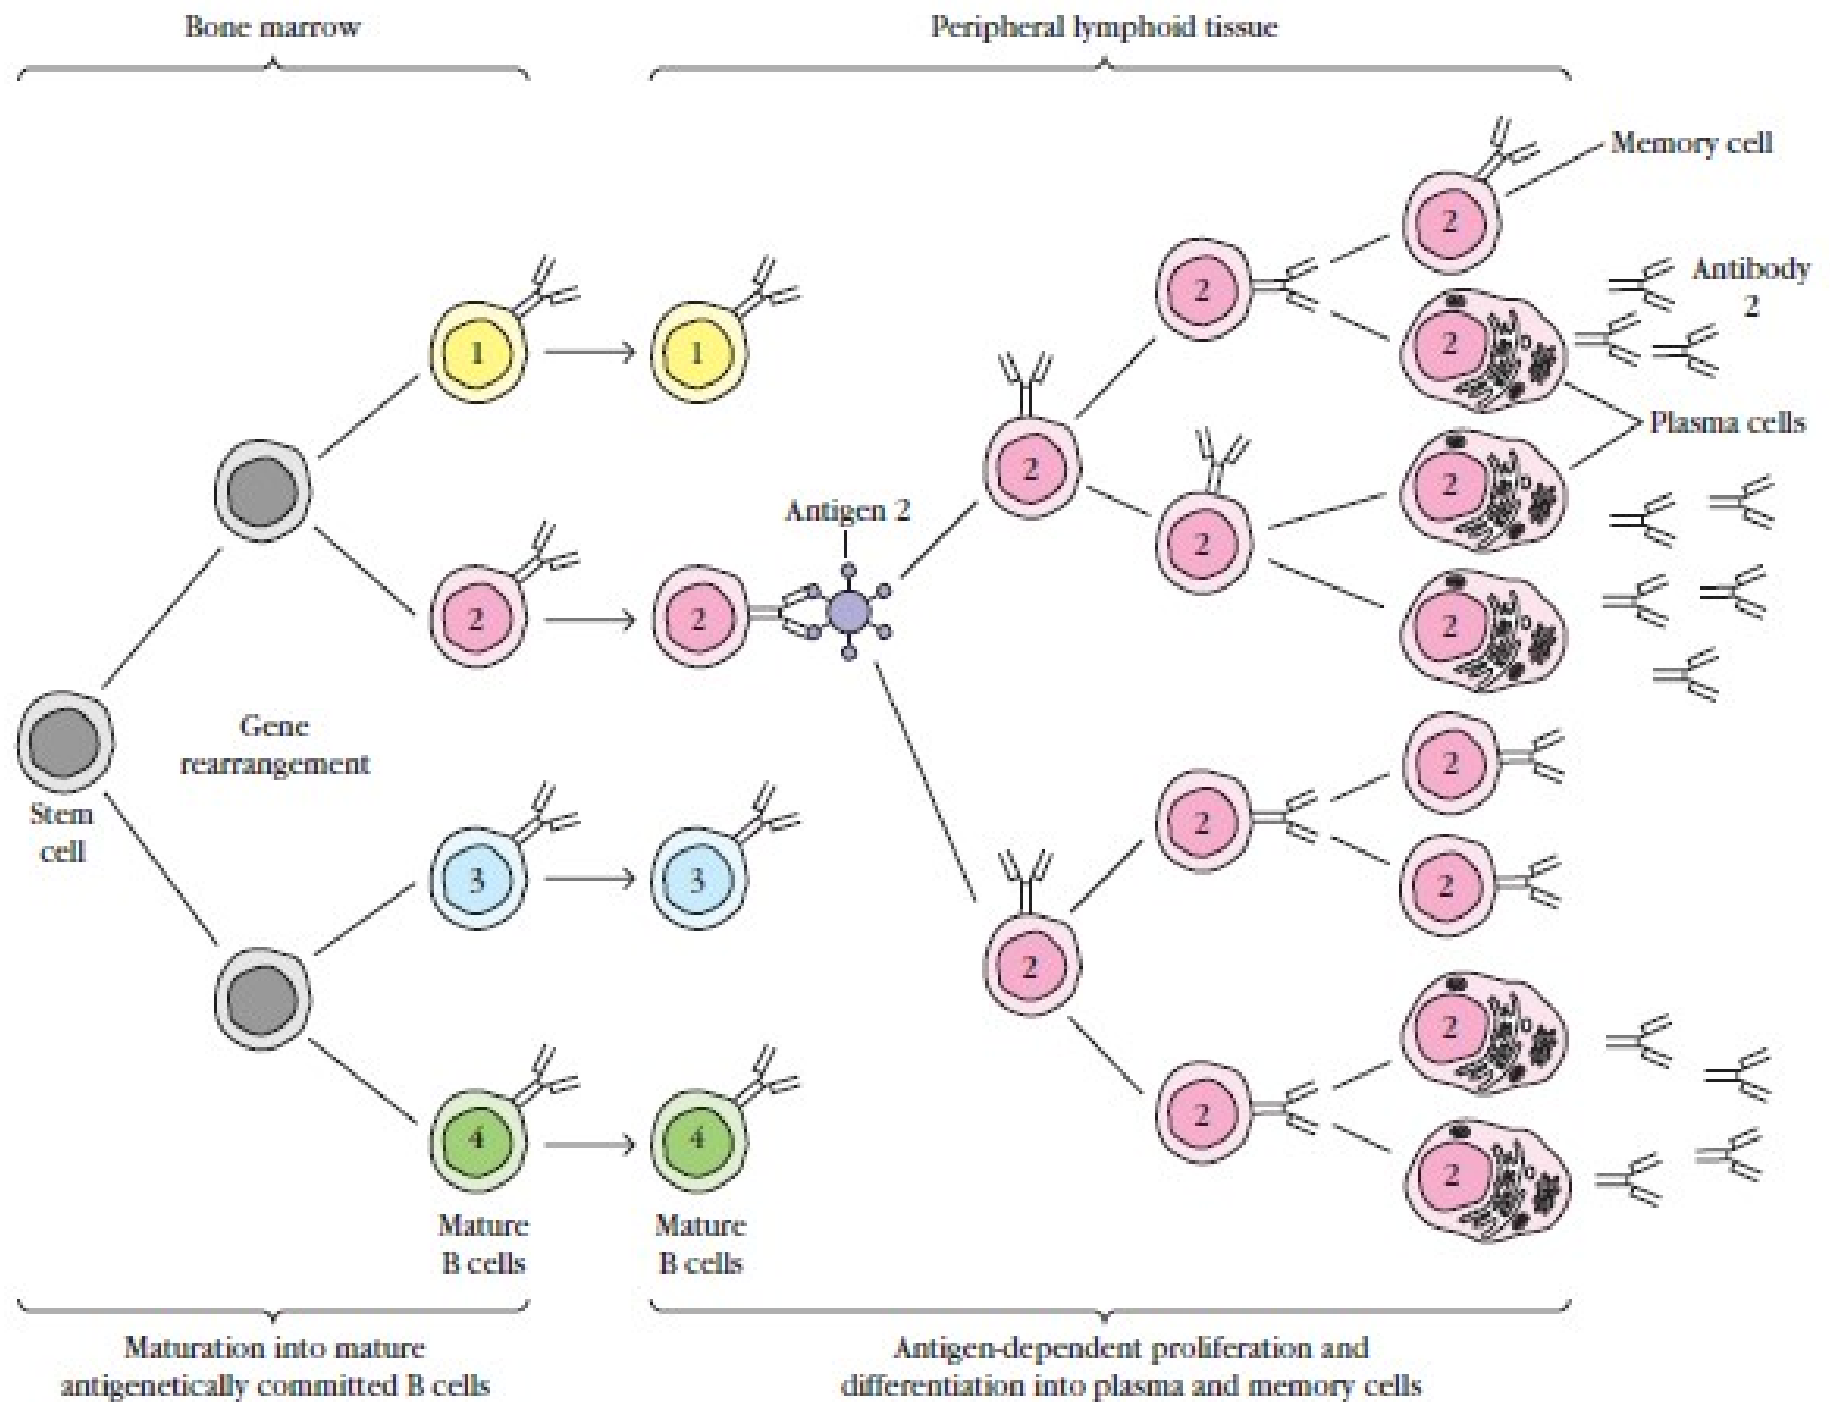 Bone marrow
Peripheral lymphoid tissue
Memory cell
2
Antibody
2
1
1
2
2
Plasma cells
2
2
Antigen 2
2
2
2
2
2
Gene
rearrangement
2
2
Stem
cell
3
3
2
2
2
4
4
2
2
Mature
B cells
Mature
B cells
Maturation into mature
antigenetically committed B cells
Antigen-dependent proliferation and
differentiation into plasma and memory cells